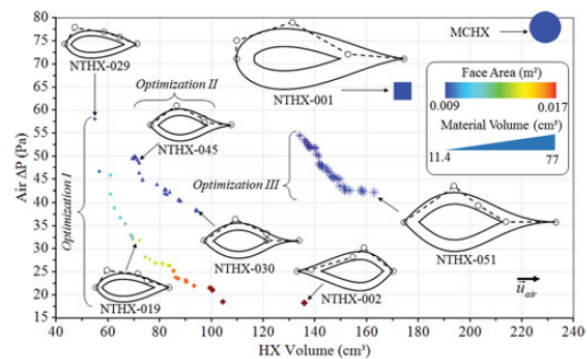 80
75
70
65
60
55
50
45
40
35
30
25
20
15
Air ΔP (Pa)
40 60 80 100 120 140 160 180 200 220 240
HX Volume (cm³)
NTHX-029
Optimization II
NTHX-045
NTHX-001
MCHX
Face Area (m²)
0.009 0.017
Material Volume (cm³)
11.4 77
Optimization I
Optimization III
NTHX-030
NTHX-051
NTHX-019
NTHX-002
u air